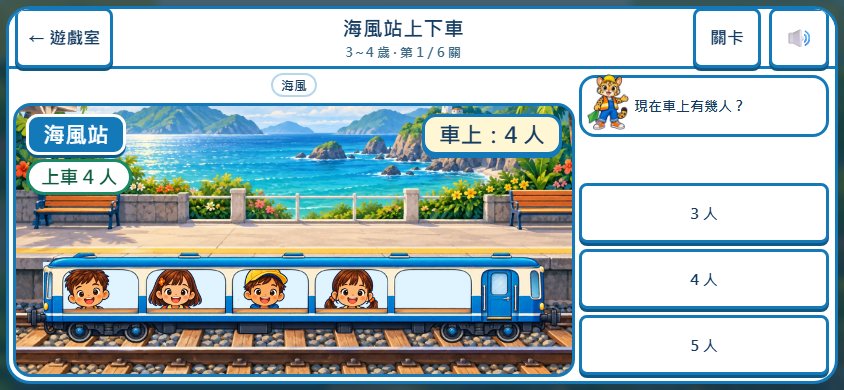 ← 遊戲室
海風站上下車
3~4 歲 · 第 1 / 6 關
關卡
海風
海風站
上車 4 人
車上：4 人
現在車上有幾人？
3 人
4 人
5 人